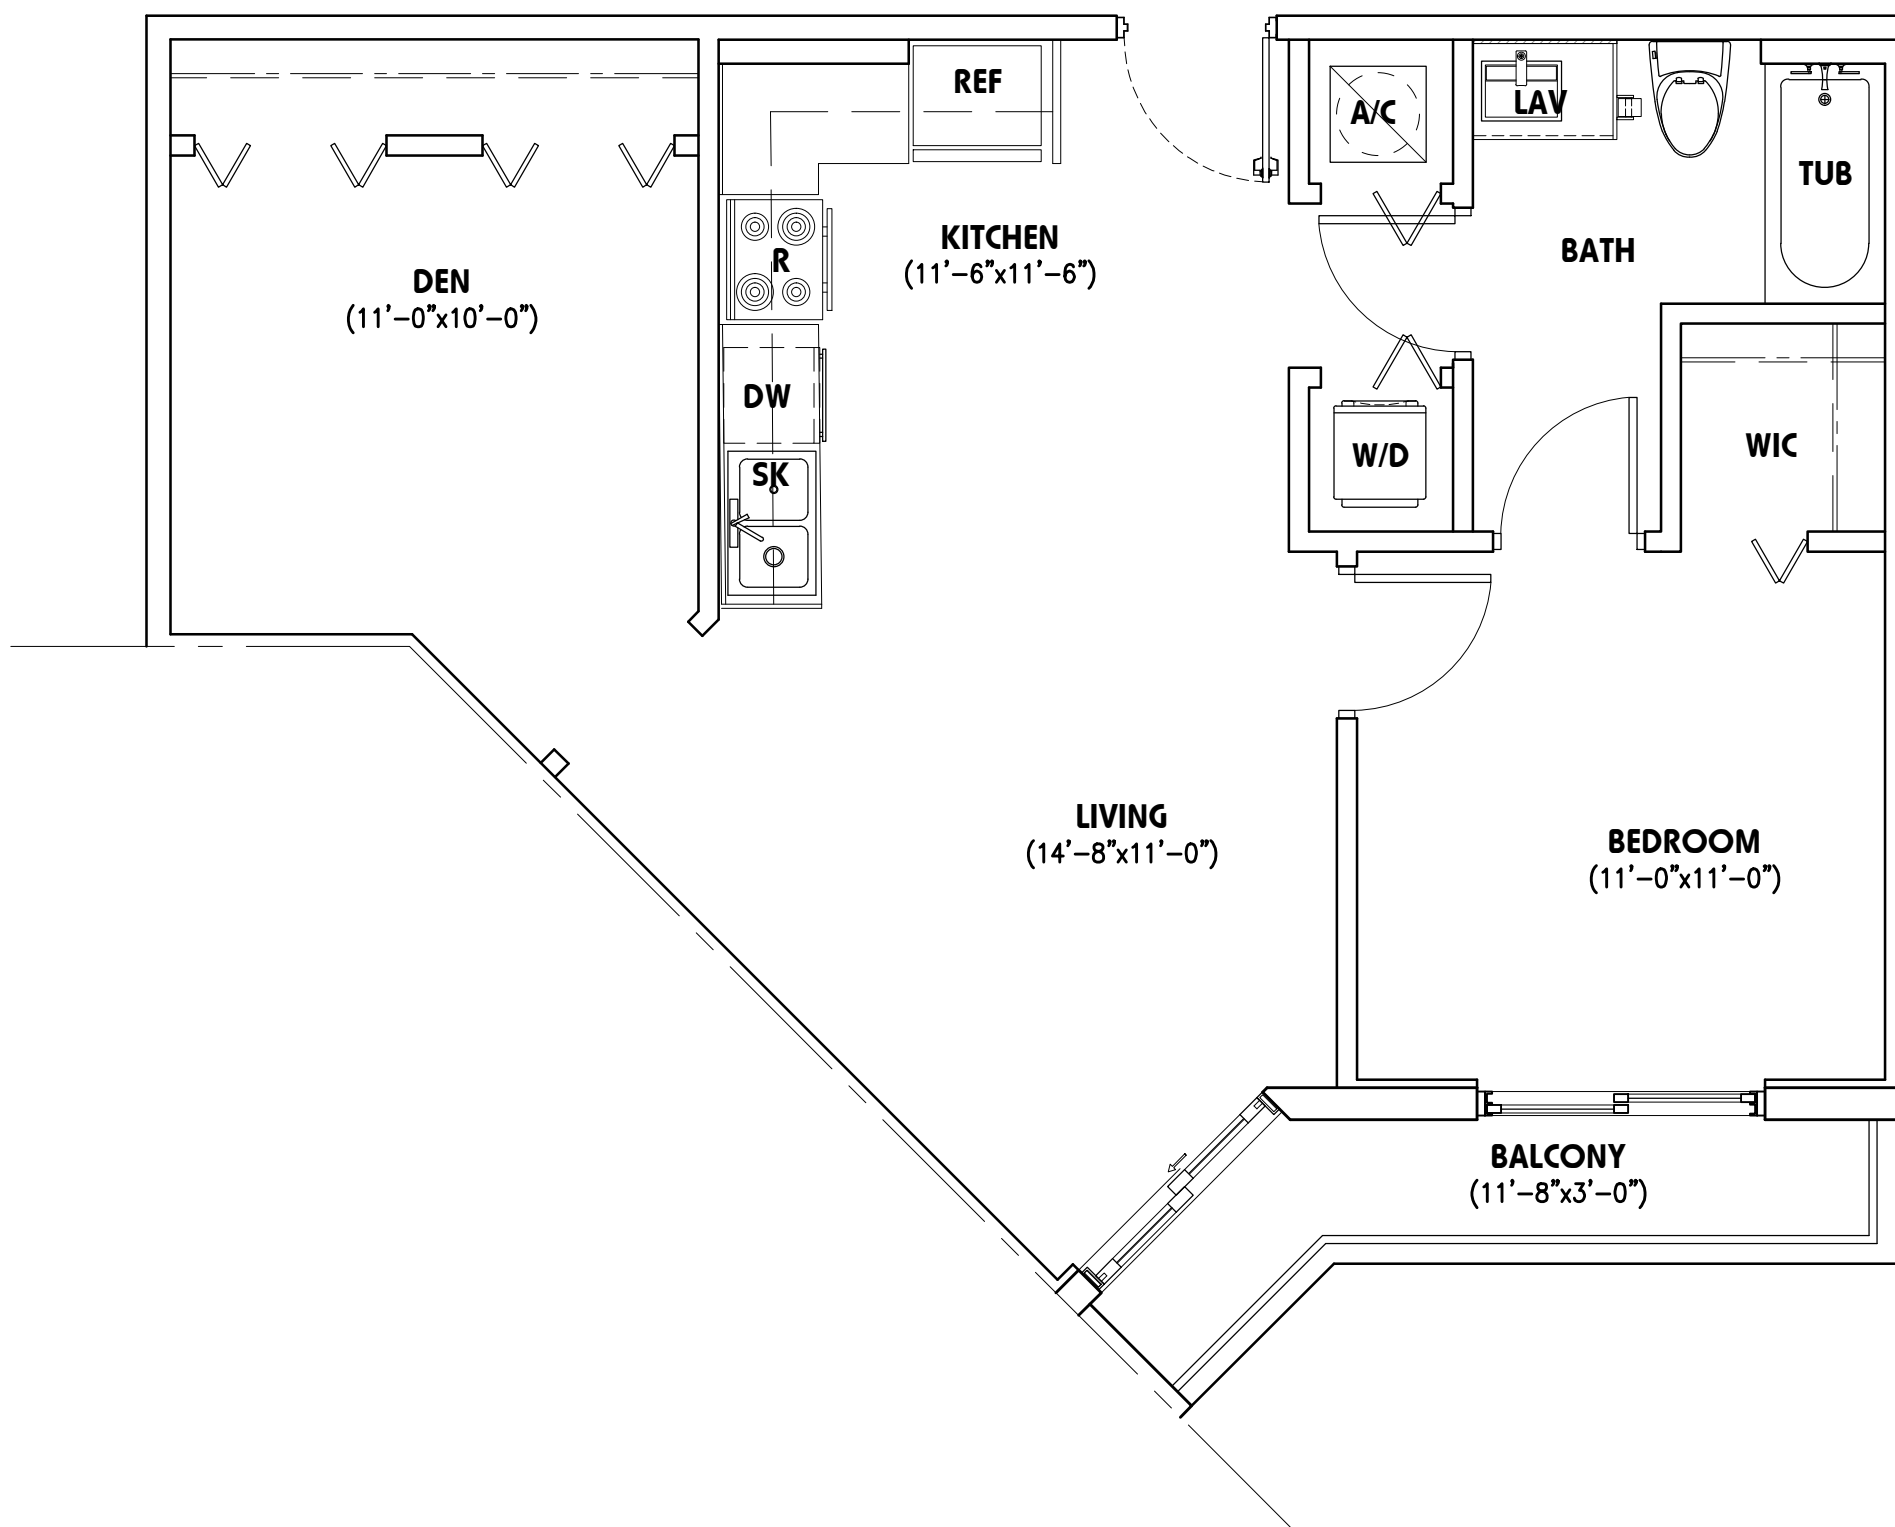 REF
A/C
LAV
TUB
KITCHEN
(11'-6"x11'-6")
R
BATH
DEN
(11'-0"x10'-0")
DW
WIC
W/D
SK
LIVING
(14'-8"x11'-0")
BEDROOM
(11'-0"x11'-0")
BALCONY
(11'-8"x3'-0")